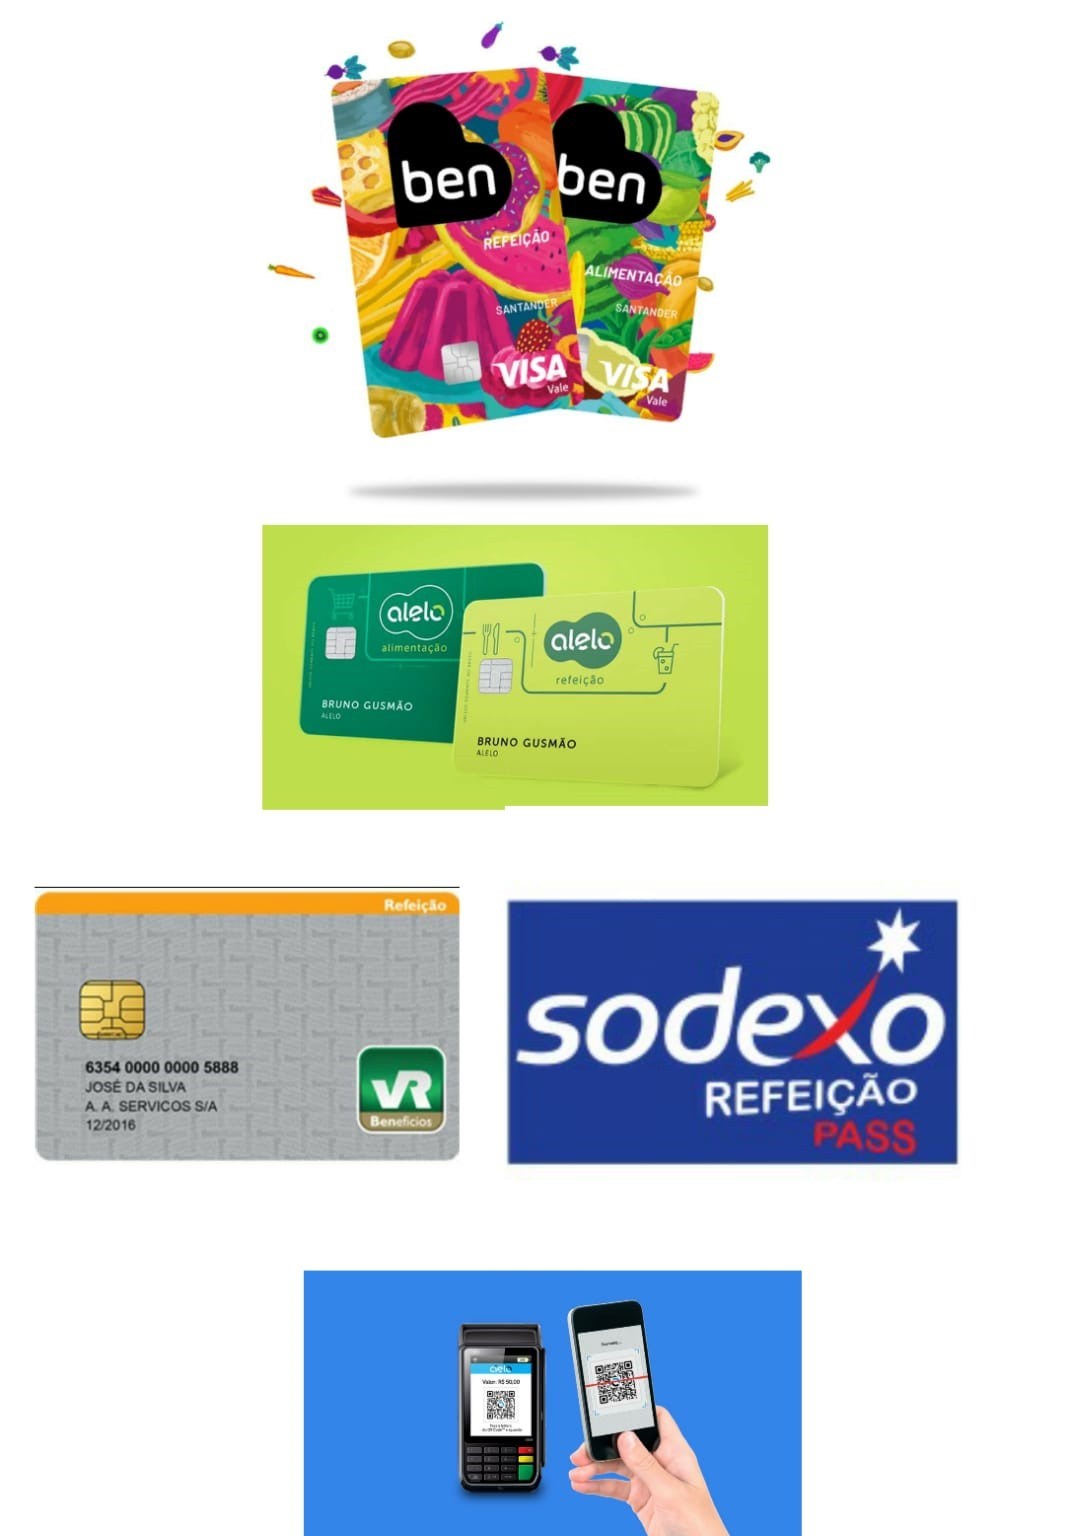 ben
REFEIÇÃO
SANTANDER
VISA
Vale
ben
ALIMENTAÇÃO
SANTANDER
VISA
Vale
alelo
alimentação
BRUNO GUSMÃO
ALELO
alelo
refeição
BRUNO GUSMÃO
ALELO
Refeição
6354 0000 0000 5888
JOSÉ DA SILVA
A. A. SERVICOS S/A
12/2016
VR
Benefícios
sodexo
REFEIÇÃO
PASS
cielo
Valor: R$ 50,00